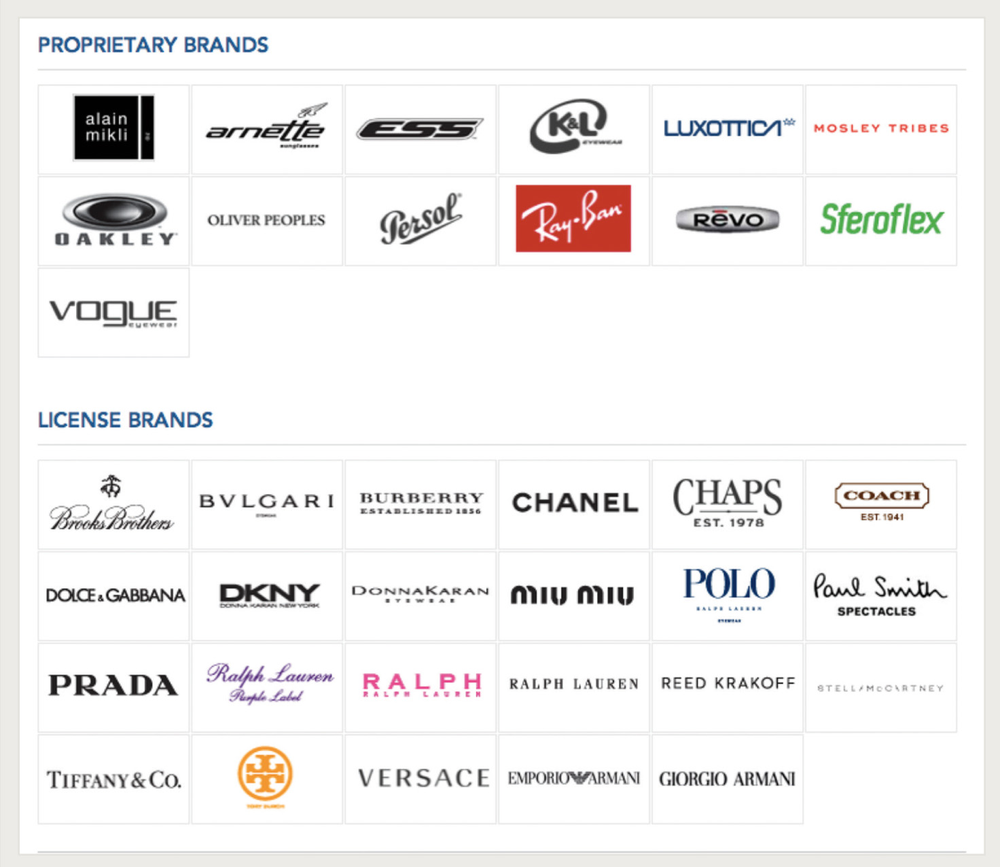 PROPRIETARY BRANDS
alain
mikli
arnette
sunglasses
ESS
K&L
EYEWEAR
LUXOTTICA
MOSLEY TRIBES
OAKLEY
OLIVER PEOPLES
Persol®
Ray-Ban
Rēvo
Sferoflex
VOGUE
eyewear
LICENSE BRANDS
Brooks Brothers
BVLGARI
EYEWEAR
BURBERRY
ESTABLISHED 1856
CHANEL
CHAPS
EST. 1978
COACH
EST. 1941
DOLCE & GABBANA
DKNY
DONNA KARAN NEW YORK
DONNAKARAN
EYEWEAR
miu miu
POLO
RALPH LAUREN
EYEWEAR
Paul Smith
SPECTACLES
PRADA
Ralph Lauren
Purple Label
RALPH
RALPH LAUREN
RALPH LAUREN
REED KRAKOFF
STELLA McCARTNEY
TIFFANY & CO.
TORY BURCH
VERSACE
EMPORIO ARMANI
GIORGIO ARMANI